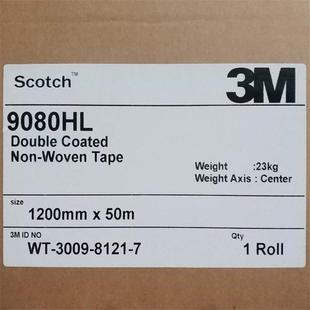 Scotch™ 3M
9080HL
Double Coated
Non-Woven Tape
Weight :23kg
Weight Axis : Center
size
1200mm x 50m
3M ID NO
WT-3009-8121-7
Qty
1 Roll